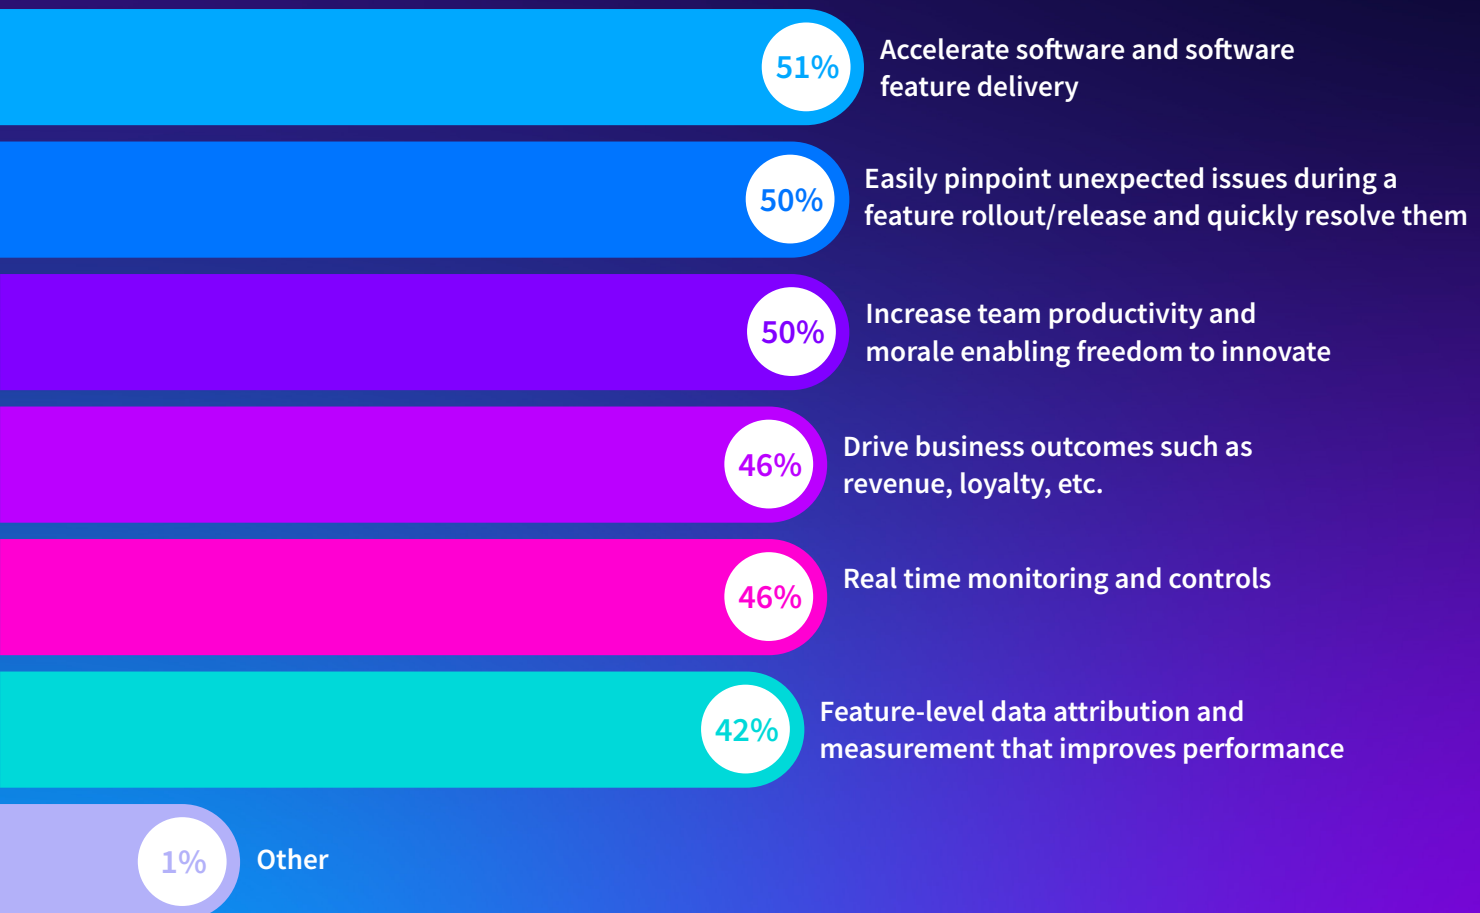 51%
Accelerate software and software
feature delivery
50%
Easily pinpoint unexpected issues during a
feature rollout/release and quickly resolve them
50%
Increase team productivity and
morale enabling freedom to innovate
46%
Drive business outcomes such as
revenue, loyalty, etc.
46%
Real time monitoring and controls
42%
Feature-level data attribution and
measurement that improves performance
1%
Other